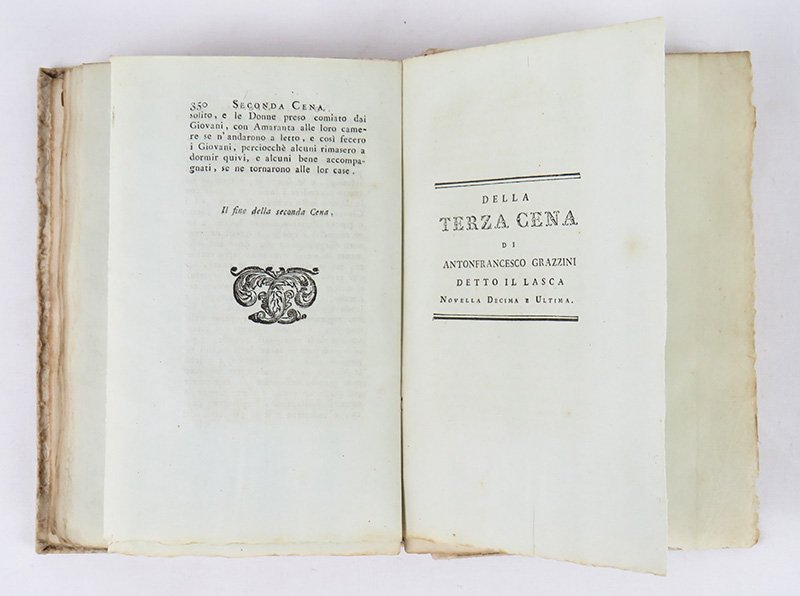 350 SECONDA CENA.
solito, e le Donne preso comiato dai
Giovani, con Amaranta alle loro came-
re se n'andarono a letto, e così fecero
i Giovani, perciocchè alcuni rimasero a
dormir quivi, e alcuni bene accompa-
gnati, se ne tornarono alle lor case.
Il fine della seconda Cena.
DELLA
TERZA CENA
DI
ANTONFRANCESCO GRAZZINI
DETTO IL LASCA
NOVELLA DECIMA E ULTIMA.